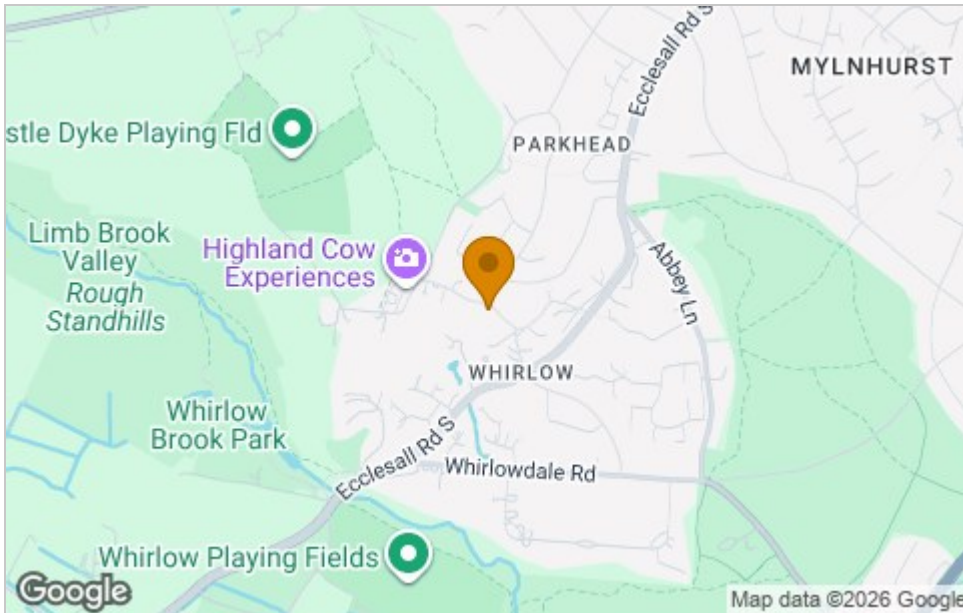 Ecclesall Rd S
MYLNHURST
stle Dyke Playing Fld
PARKHEAD
Limb Brook
Valley
Rough
Standhills
Highland Cow
Experiences
Abbey Ln
WHIRLOW
Whirlow
Brook Park
Ecclesall Rd S
Whirlowdale Rd
Whirlow Playing Fields
Google
Map data ©2026 Google